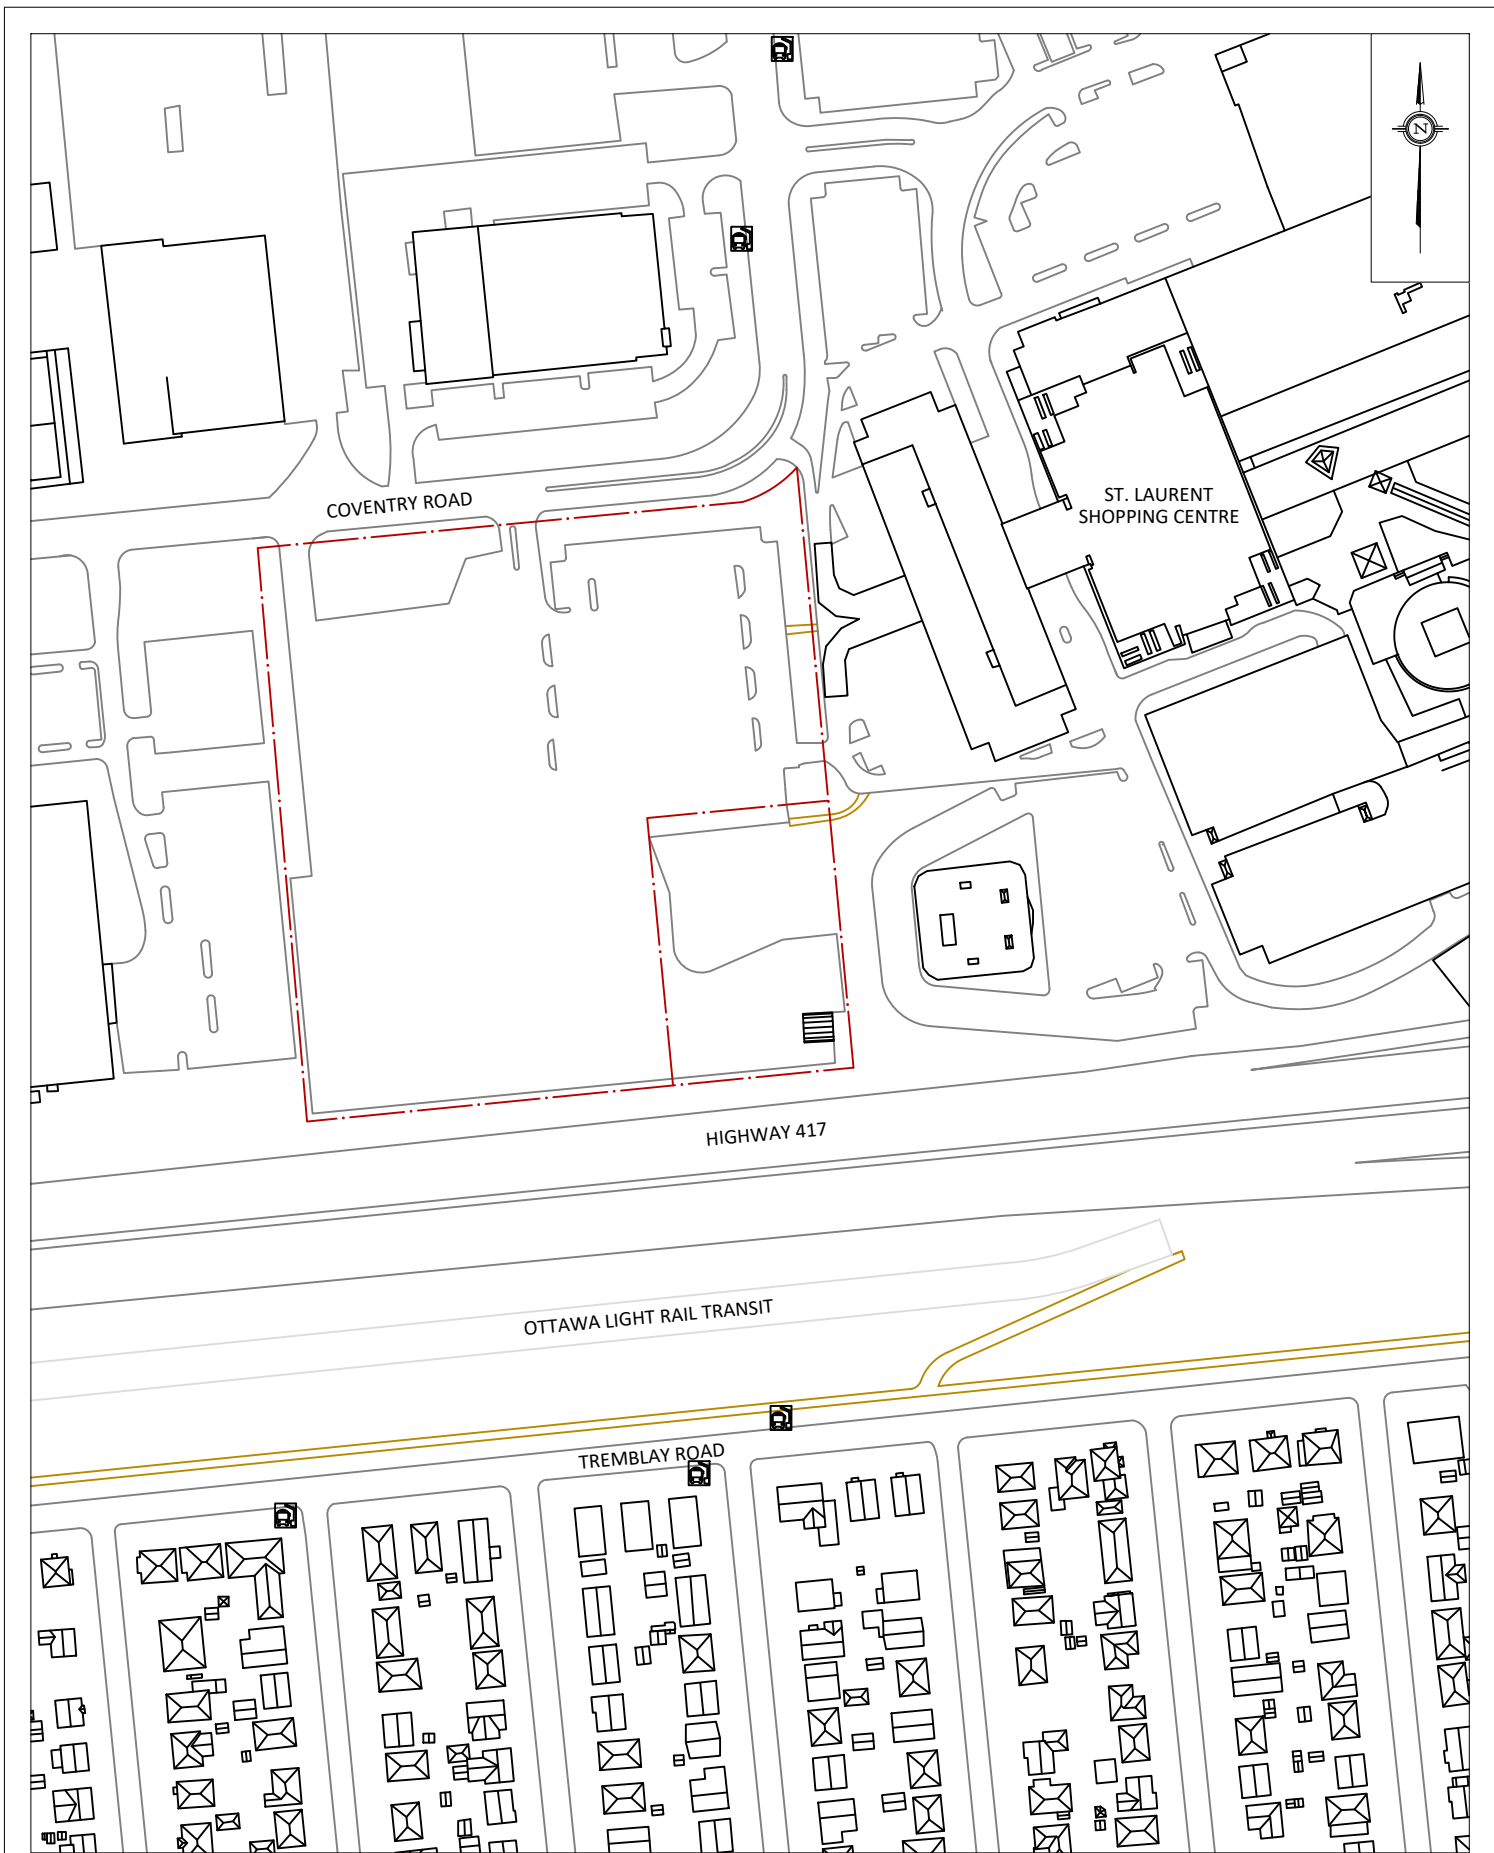 N
COVENTRY ROAD
ST. LAURENT
SHOPPING CENTRE
HIGHWAY 417
OTTAWA LIGHT RAIL TRANSIT
TREMBLAY ROAD